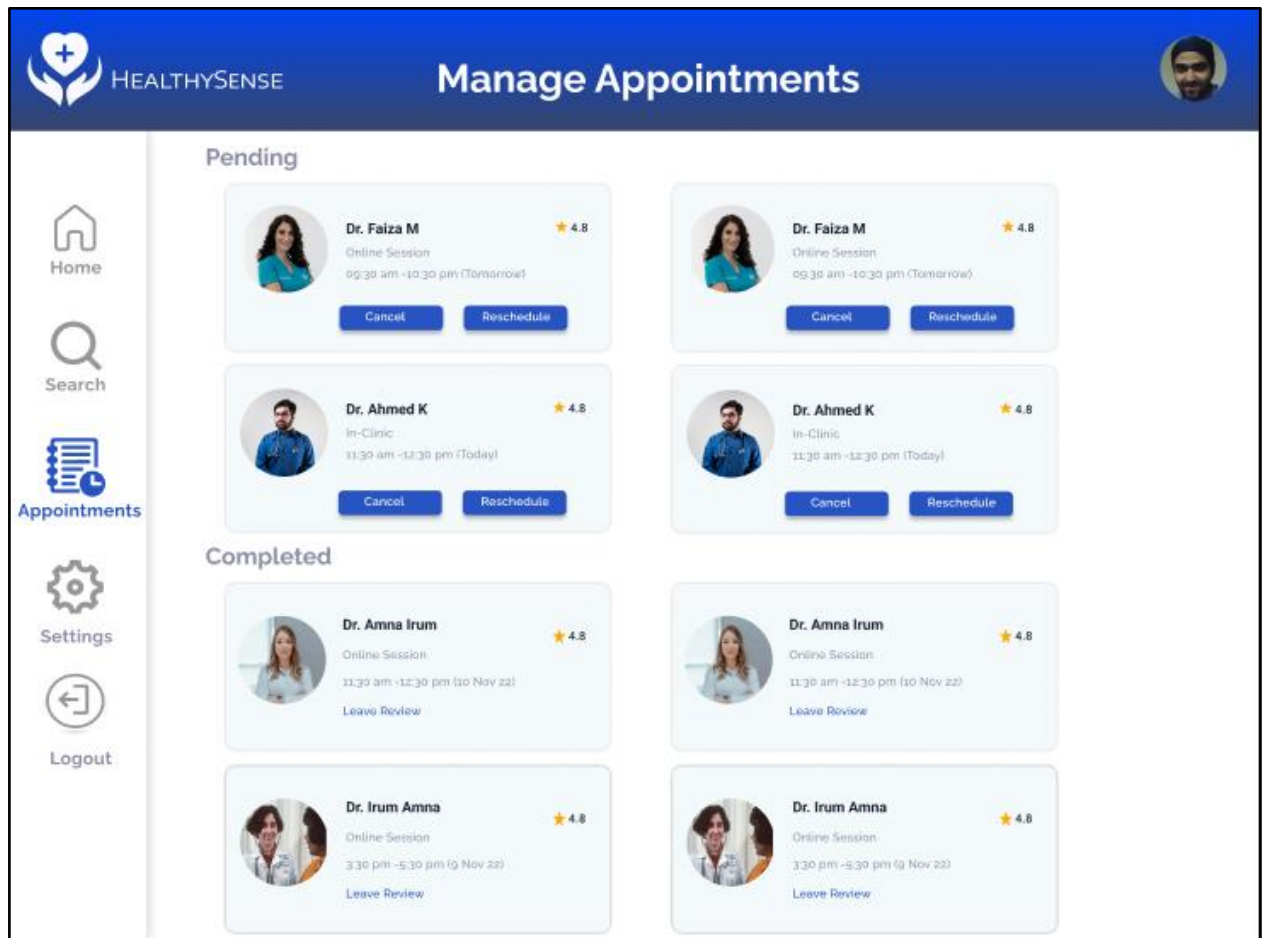 HEALTHYSENSE
Manage Appointments
Home
Search
Appointments
Settings
Logout
Pending
Dr. Faiza M
4.8
Online Session
09:30 am -10:30 pm (Tomorrow)
Cancel Reschedule
Dr. Faiza M
4.8
Online Session
09:30 am -10:30 pm (Tomorrow)
Cancel Reschedule
Dr. Ahmed K
4.8
In-Clinic
11:30 am -12:30 pm (Today)
Cancel Reschedule
Dr. Ahmed K
4.8
In-Clinic
11:30 am -12:30 pm (Today)
Cancel Reschedule
Completed
Dr. Amna Irum
4.8
Online Session
11:30 am -12:30 pm (10 Nov 22)
Leave Review
Dr. Amna Irum
4.8
Online Session
11:30 am -12:30 pm (10 Nov 22)
Leave Review
Dr. Irum Amna
4.8
Online Session
3:30 pm -5:30 pm (9 Nov 22)
Leave Review
Dr. Irum Amna
4.8
Online Session
3:30 pm -5:30 pm (9 Nov 22)
Leave Review